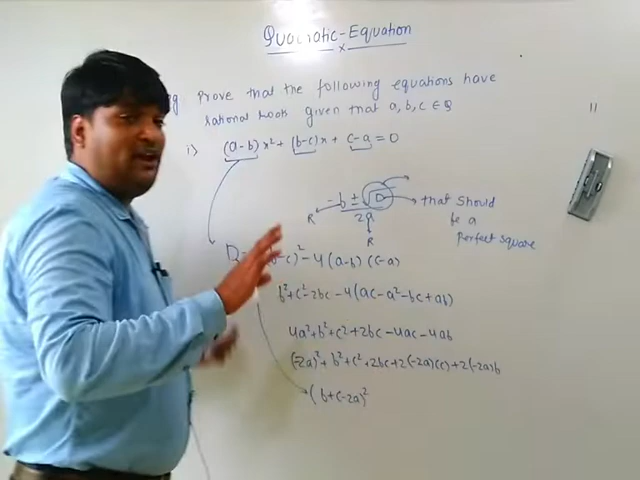 Quadratic-Equation
Prove that the following equations have
rational roots given that a, b, c ∈ Q
i> (a-b)x² + (b-c)x + c-a = 0
-b ± √D → that should
2a be a
R R perfect square
D = (b-c)² - 4(a-b)(c-a)
b²+c²-2bc - 4(ac-a²-bc+ab)
4a²+b²+c²+2bc-4ac-4ab
(-2a)²+b²+c²+2bc+2(-2a)(c)+2(-2a)b
(b+c-2a)²
11